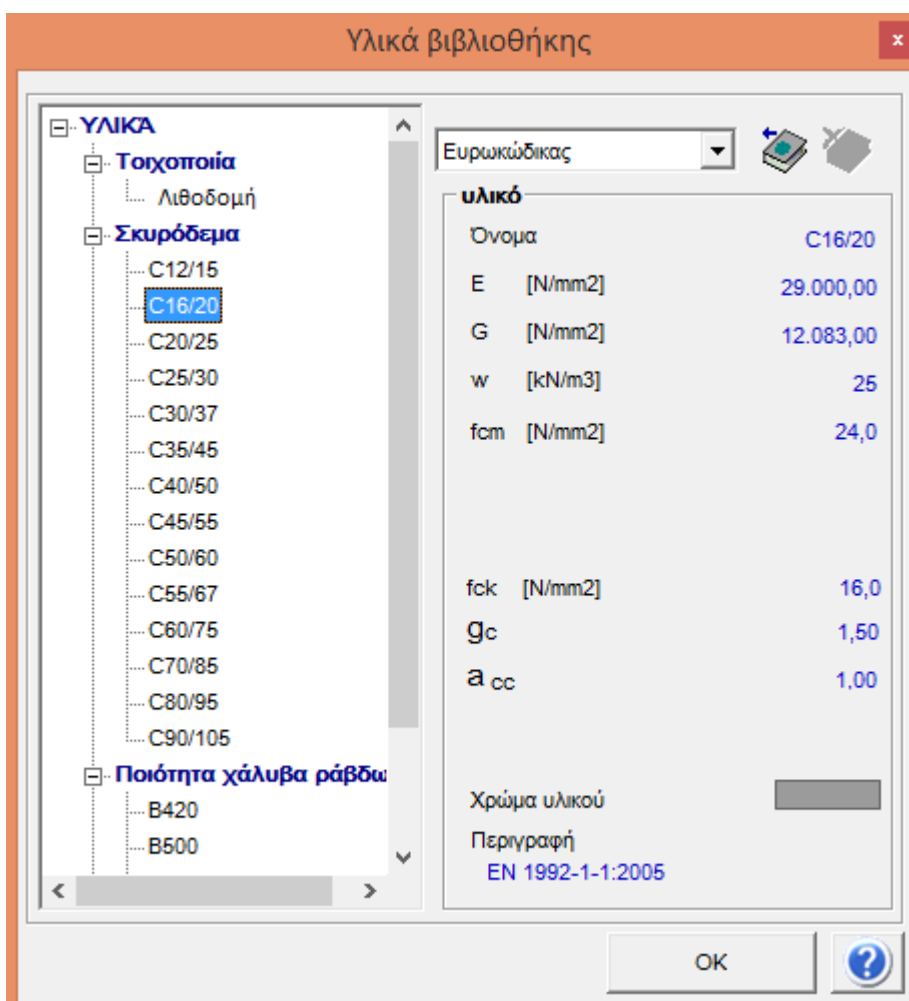 Υλικά βιβλιοθήκης
x
ΥΛΙΚΆ
Τοιχοποιία
Λιθοδομή
Σκυρόδεμα
C12/15
C16/20
C20/25
C25/30
C30/37
C35/45
C40/50
C45/55
C50/60
C55/67
C60/75
C70/85
C80/95
C90/105
Ποιότητα χάλυβα ράβδω
B420
B500
Ευρωκώδικας
υλικό
Όνομα C16/20
E [N/mm2] 29.000,00
G [N/mm2] 12.083,00
w [kN/m3] 25
fcm [N/mm2] 24,0
fck [N/mm2] 16,0
gc 1,50
a cc 1,00
Χρώμα υλικού
Περιγραφή
EN 1992-1-1:2005
OK
?